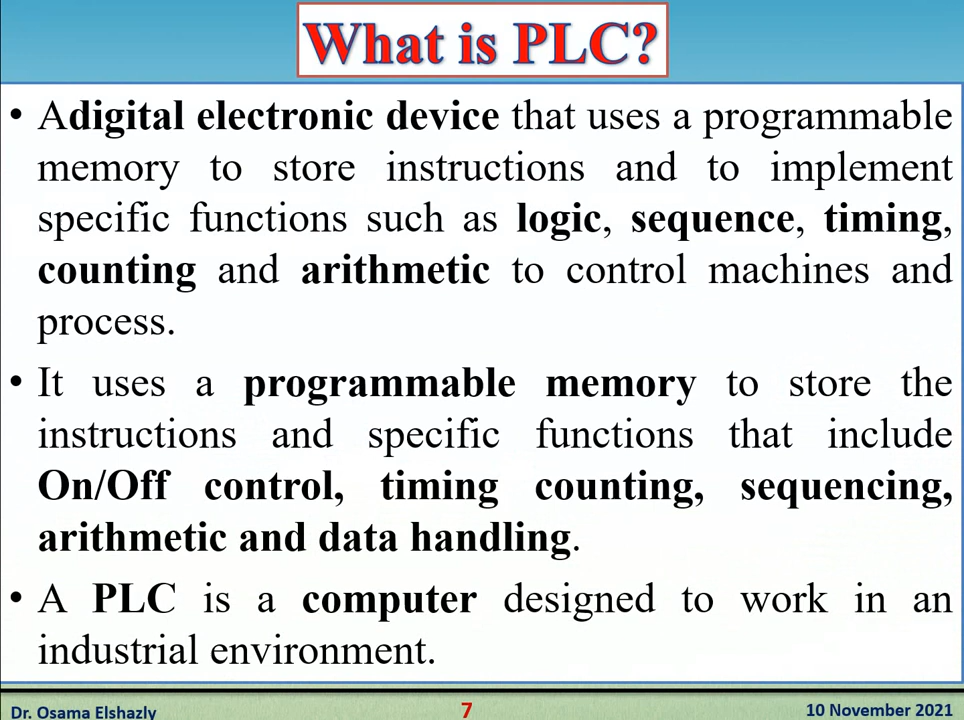 What is PLC?
• Adigital electronic device that uses a programmable
memory to store instructions and to implement
specific functions such as logic, sequence, timing,
counting and arithmetic to control machines and
process.
• It uses a programmable memory to store the
instructions and specific functions that include
On/Off control, timing counting, sequencing,
arithmetic and data handling.
• A PLC is a computer designed to work in an
industrial environment.
Dr. Osama Elshazly 7 10 November 2021